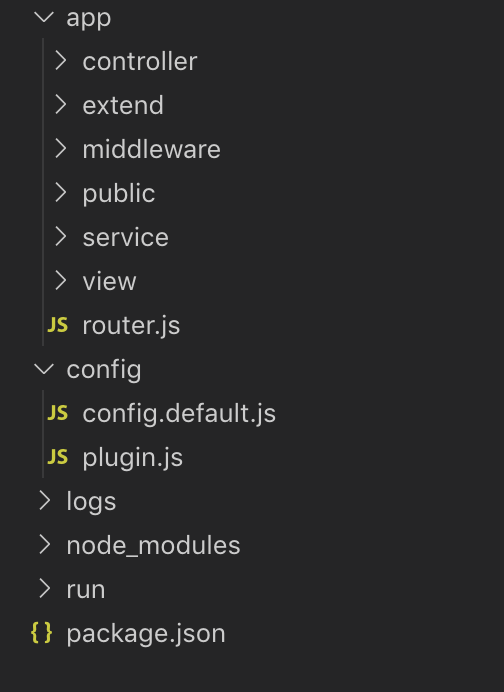 app
controller
extend
middleware
public
service
view
JS router.js
config
JS config.default.js
JS plugin.js
logs
node_modules
run
{} package.json